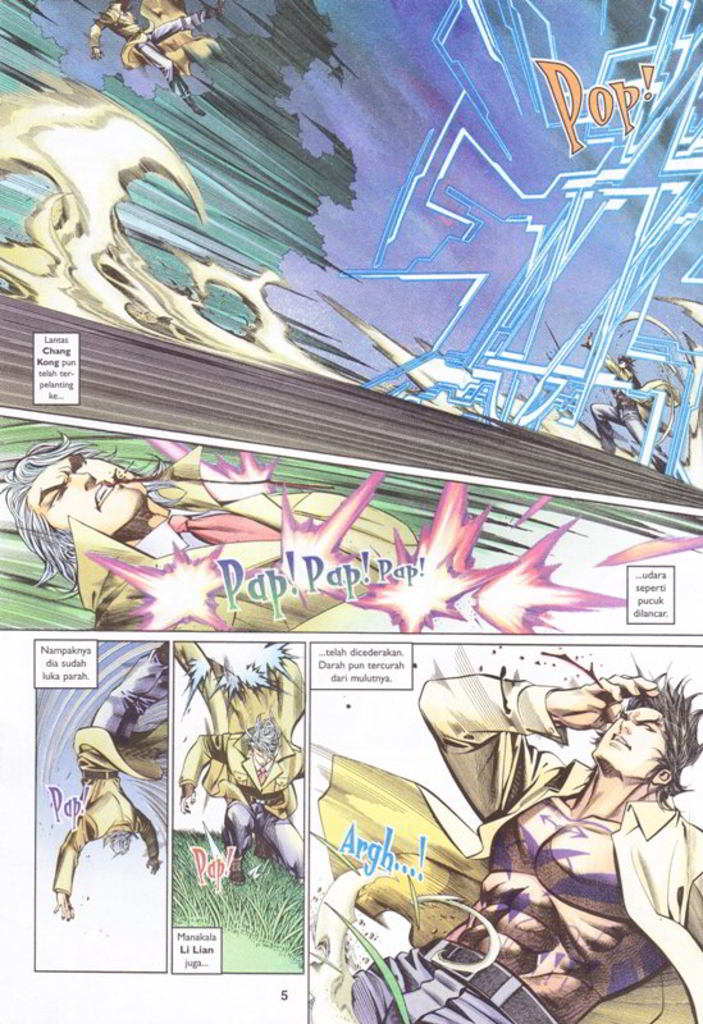 Pop!
Lantas
Chang
Kong pun
telah ter-
pelanting
ke...
Pap! Pap! Pap!
...udara
seperti
pucuk
dilancar.
Nampaknya
dia sudah
luka parah.
Pap!
Pap!
Manakala
Li Lian
juga...
...telah dicederakan.
Darah pun tercurah
dari mulutnya.
Argh...!
5